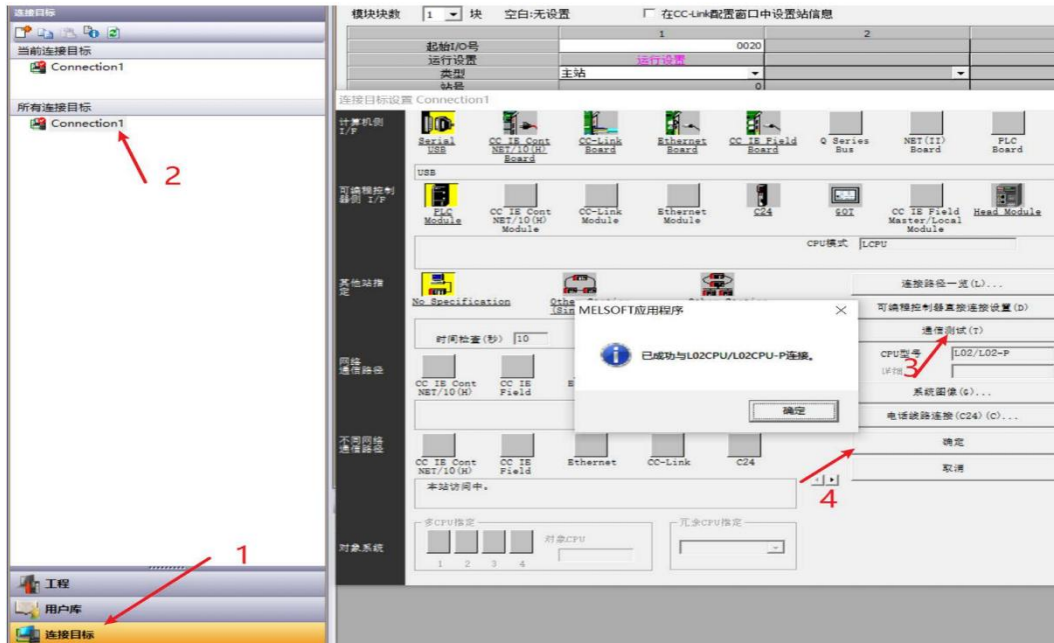 连接目标
当前连接目标
Connection1
所有连接目标
Connection1
2
1
工程
用户库
连接目标
模块块数 1 块 空白:无设置 在CC-Link配置窗口中设置站信息
1 2
起始I/O号 0020
运行设置 运行设置
类型 主站
站号 0
连接目标设置 Connection1
计算机侧 I/F
Serial USB
CC IE Cont NET/10(H) Board
CC-Link Board
Ethernet Board
CC IE Field Board
Q Series Bus
NET(II) Board
PLC Board
USB
可编程控制器侧 I/F
PLC Module
CC IE Cont NET/10(H) Module
CC-Link Module
Ethernet Module
C24
GOT
CC IE Field Master/Local Module
Head Module
CPU模式 LCPU
其他站指定
No Specification
时间检查(秒) 10
MELSOFT应用程序
已成功与L02CPU/L02CPU-P连接。
确定
连接路径一览(L)...
可编程控制器直接连接设置(D)
通信测试(T)
3
CPU型号 L02/L02-P
详细
系统图像(G)...
电话线路连接(C24)(C)...
确定
取消
4
网络通信路径
CC IE Cont NET/10(H)
CC IE Field
不同网络通信路径
CC IE Cont NET/10(H)
CC IE Field
Ethernet
CC-Link
C24
本站访问中。
对象系统
多CPU指定
1 2 3 4
对象CPU
冗余CPU指定